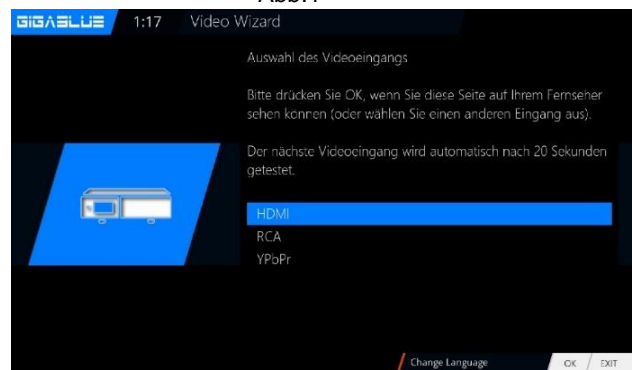 GIGABLUE 1:17 Video Wizard
Auswahl des Videoeingangs
Bitte drücken Sie OK, wenn Sie diese Seite auf Ihrem Fernseher
sehen können (oder wählen Sie einen anderen Eingang aus).
Der nächste Videoeingang wird automatisch nach 20 Sekunden
getestet.
HDMI
RCA
YPbPr
Change Language OK EXIT